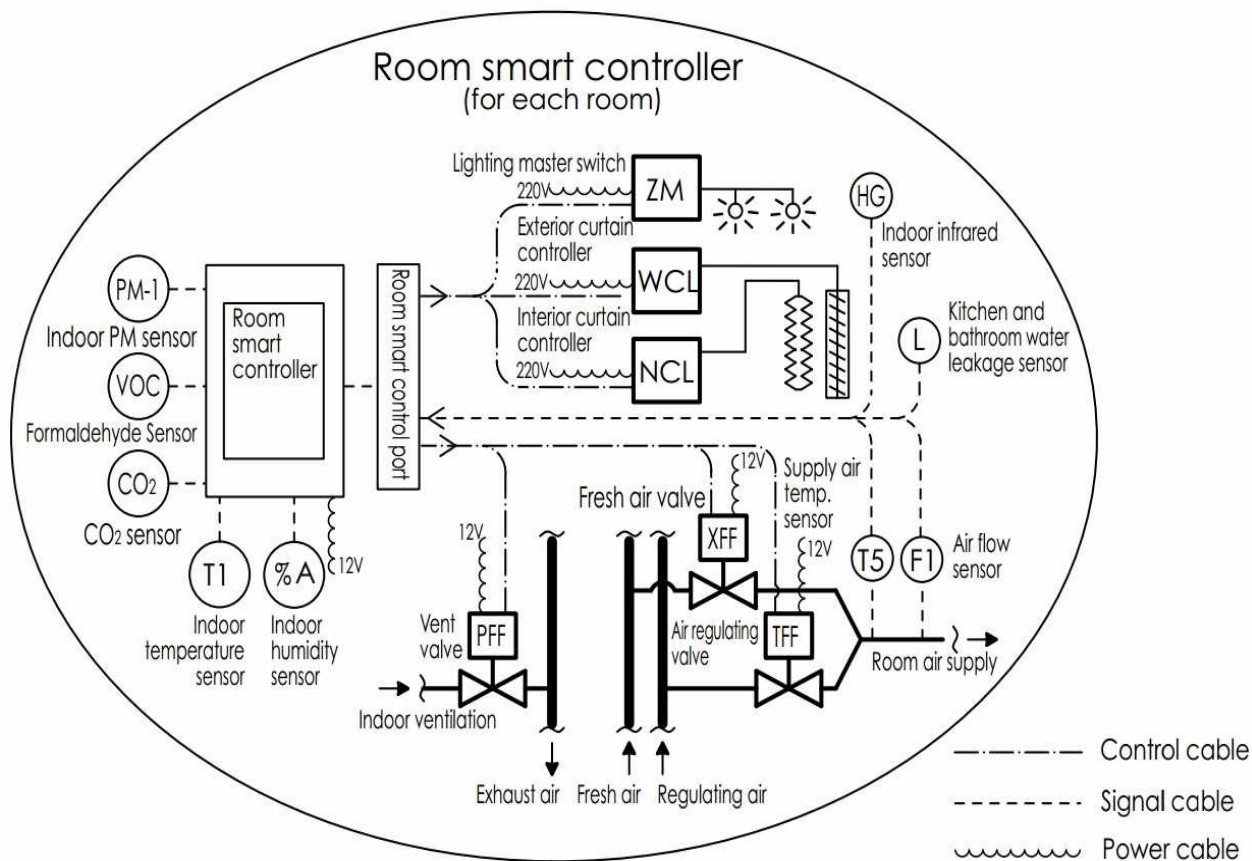 Room smart controller
(for each room)
Lighting master switch
220V
ZM
Exterior curtain
controller
220V
WCL
Interior curtain
controller
220V
NCL
HG
Indoor infrared
sensor
L
Kitchen and
bathroom water
leakage sensor
PM-1
Indoor PM sensor
VOC
Formaldehyde Sensor
CO2
CO2 sensor
Room
smart
controller
Room smart control port
T1
Indoor
temperature
sensor
%A
Indoor
humidity
sensor
12V
12V
Vent
valve
PFF
Indoor ventilation
Exhaust air
Fresh air
Regulating air
Fresh air valve
12V
XFF
Supply air
temp.
sensor
12V
Air regulating
valve
TFF
T5
F1
Air flow
sensor
Room air supply
Control cable
Signal cable
Power cable